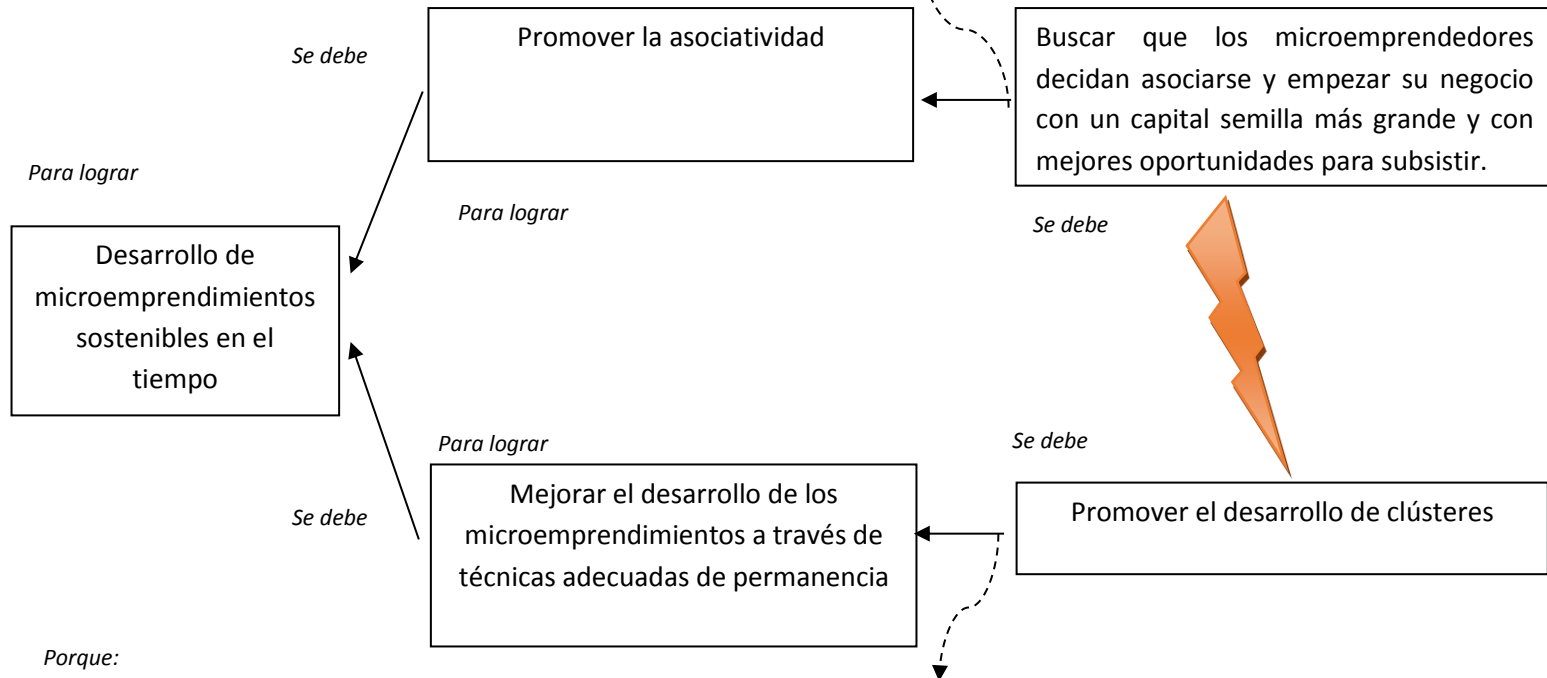 Se debe
Promover la asociatividad
Buscar que los microemprendedores
decidan asociarse y empezar su negocio
con un capital semilla más grande y con
mejores oportunidades para subsistir.
Para lograr
Para lograr
Se debe
Desarrollo de
microemprendimientos
sostenibles en el
tiempo
Para lograr
Se debe
Se debe
Mejorar el desarrollo de los
microemprendimientos a través de
técnicas adecuadas de permanencia
Promover el desarrollo de clústeres
Porque: